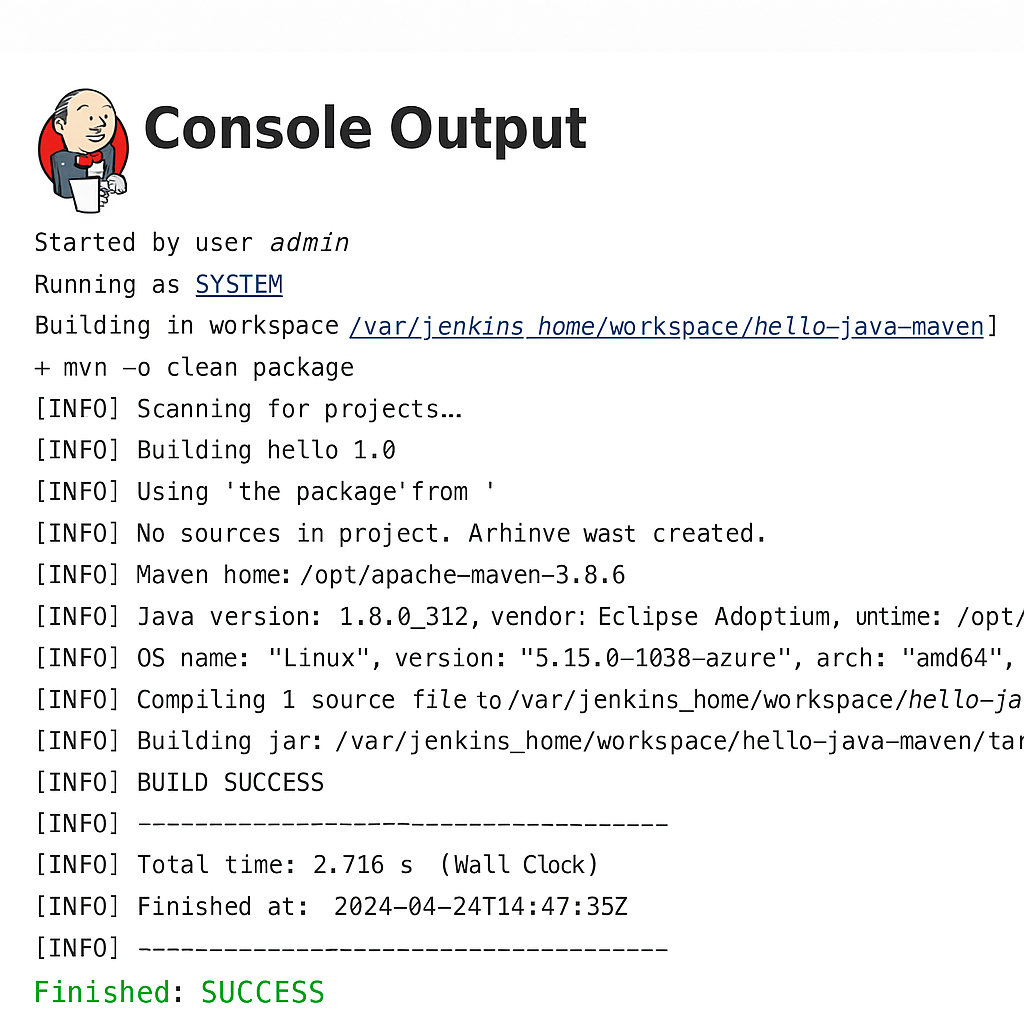 Console Output
Started by user admin
Running as SYSTEM
Building in workspace /var/jenkins_home/workspace/hello-java-maven]
+ mvn -o clean package
[INFO] Scanning for projects...
[INFO] Building hello 1.0
[INFO] Using 'the package'from '
[INFO] No sources in project. Arhinve wast created.
[INFO] Maven home: /opt/apache-maven-3.8.6
[INFO] Java version: 1.8.0_312, vendor: Eclipse Adoptium, untime: /opt/
[INFO] OS name: "Linux", version: "5.15.0-1038-azure", arch: "amd64",
[INFO] Compiling 1 source file to /var/jenkins_home/workspace/hello-ja
[INFO] Building jar: /var/jenkins_home/workspace/hello-java-maven/tar
[INFO] BUILD SUCCESS
[INFO] -------------------------------------
[INFO] Total time: 2.716 s (Wall Clock)
[INFO] Finished at: 2024-04-24T14:47:35Z
[INFO] -------------------------------------
Finished: SUCCESS